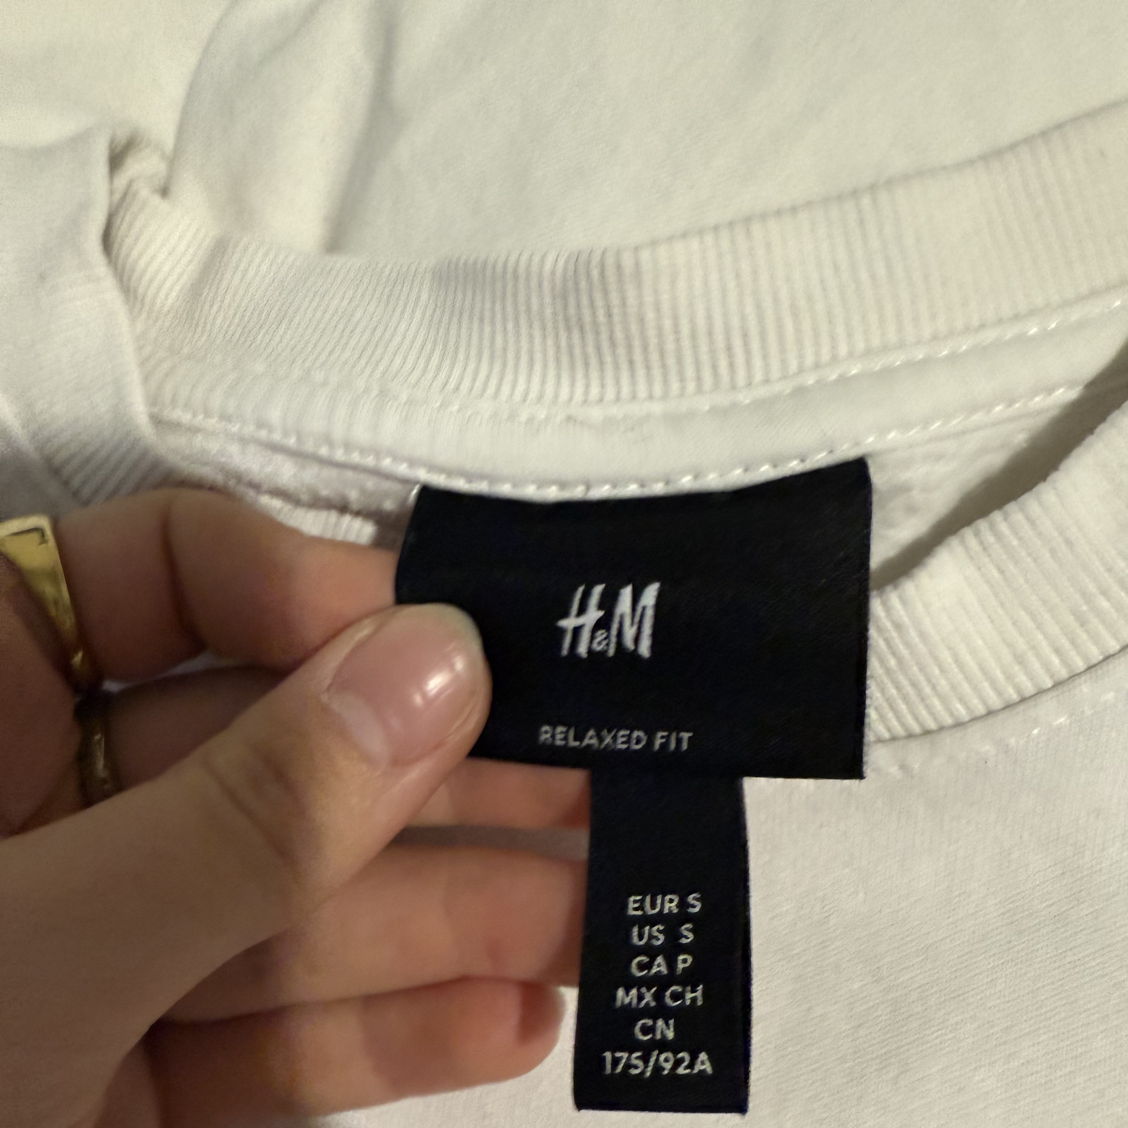 H&M
RELAXED FIT
EUR S
US S
CA P
MX CH
CN
175/92A